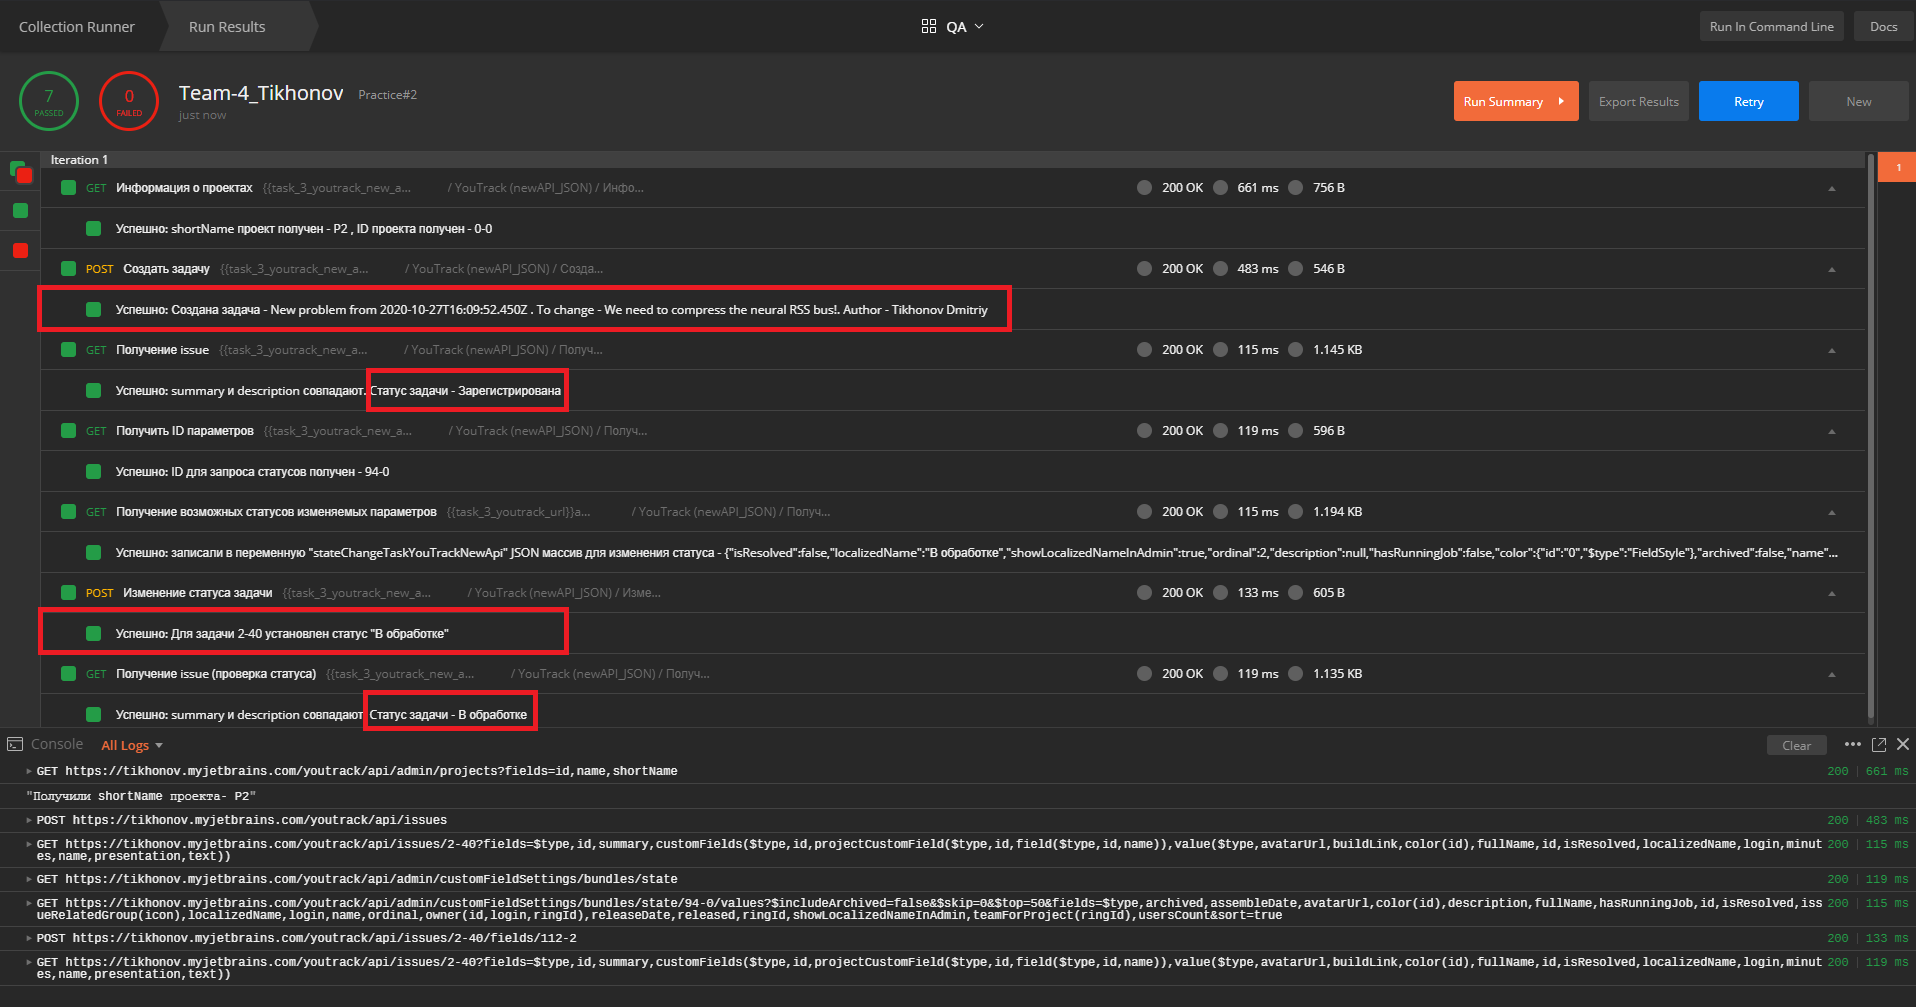 Collection Runner
Run Results
QA
Run In Command Line
Docs
7
PASSED
0
FAILED
Team-4_Tikhonov Practice#2
just now
Run Summary
Export Results
Retry
New
Iteration 1
1
GET Информация о проектах {{task_3_youtrack_new_a... / YouTrack (newAPI_JSON) / Инфо... 200 OK 661 ms 756 B
Успешно: shortName проект получен - P2 , ID проекта получен - 0-0
POST Создать задачу {{task_3_youtrack_new_a... / YouTrack (newAPI_JSON) / Созда... 200 OK 483 ms 546 B
Успешно: Создана задача - New problem from 2020-10-27T16:09:52.450Z . To change - We need to compress the neural RSS bus!. Author - Tikhonov Dmitriy
GET Получение issue {{task_3_youtrack_new_a... / YouTrack (newAPI_JSON) / Получ... 200 OK 115 ms 1.145 KB
Успешно: summary и description совпадают. Статус задачи - Зарегистрирована
GET Получить ID параметров {{task_3_youtrack_new_a... / YouTrack (newAPI_JSON) / Получ... 200 OK 119 ms 596 B
Успешно: ID для запроса статусов получен - 94-0
GET Получение возможных статусов изменяемых параметров {{task_3_youtrack_url}}a... / YouTrack (newAPI_JSON) / Получ... 200 OK 115 ms 1.194 KB
Успешно: записали в переменную "stateChangeTaskYouTrackNewApi" JSON массив для изменения статуса - {"isResolved":false,"localizedName":"В обработке","showLocalizedNameInAdmin":true,"ordinal":2,"description":null,"hasRunningJob":false,"color":{"id":"0","$type":"FieldStyle"},"archived":false,"name"...
POST Изменение статуса задачи {{task_3_youtrack_new_a... / YouTrack (newAPI_JSON) / Изме... 200 OK 133 ms 605 B
Успешно: Для задачи 2-40 установлен статус "В обработке"
GET Получение issue (проверка статуса) {{task_3_youtrack_new_a... / YouTrack (newAPI_JSON) / Получ... 200 OK 119 ms 1.135 KB
Успешно: summary и description совпадают Статус задачи - В обработке
Console All Logs Clear
GET https://tikhonov.myjetbrains.com/youtrack/api/admin/projects?fields=id,name,shortName 200 | 661 ms
"Получили shortName проекта- P2"
POST https://tikhonov.myjetbrains.com/youtrack/api/issues 200 | 483 ms
GET https://tikhonov.myjetbrains.com/youtrack/api/issues/2-40?fields=$type,id,summary,customFields($type,id,projectCustomField($type,id,field($type,id,name)),value($type,avatarUrl,buildLink,color(id),fullName,id,isResolved,localizedName,login,minut 200 | 115 ms
es,name,presentation,text))
GET https://tikhonov.myjetbrains.com/youtrack/api/admin/customFieldSettings/bundles/state 200 | 119 ms
GET https://tikhonov.myjetbrains.com/youtrack/api/admin/customFieldSettings/bundles/state/94-0/values?$includeArchived=false&$skip=0&$top=50&fields=$type,archived,assembleDate,avatarUrl,color(id),description,fullName,hasRunningJob,id,isResolved,iss 200 | 115 ms
ueRelatedGroup(icon),localizedName,login,name,ordinal,owner(id,login,ringId),releaseDate,released,ringId,showLocalizedNameInAdmin,teamForProject(ringId),usersCount&sort=true
POST https://tikhonov.myjetbrains.com/youtrack/api/issues/2-40/fields/112-2 200 | 133 ms
GET https://tikhonov.myjetbrains.com/youtrack/api/issues/2-40?fields=$type,id,summary,customFields($type,id,projectCustomField($type,id,field($type,id,name)),value($type,avatarUrl,buildLink,color(id),fullName,id,isResolved,localizedName,login,minut 200 | 119 ms
es,name,presentation,text))